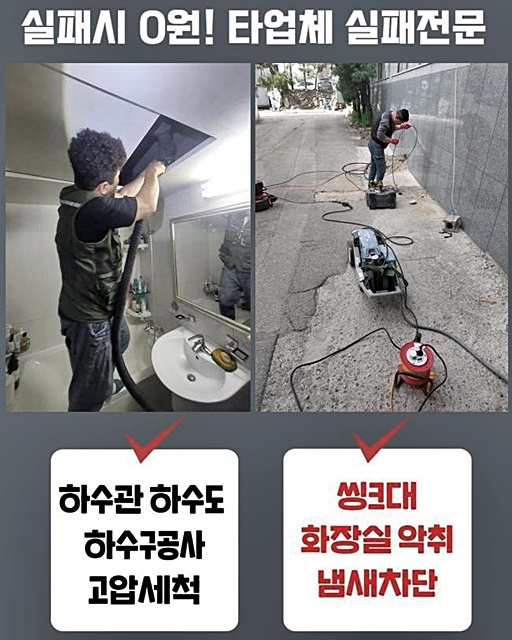 실패시 0원! 타업체 실패전문
하수관 하수도
하수구공사
고압세척
씽크대
화장실 악취
냄새차단